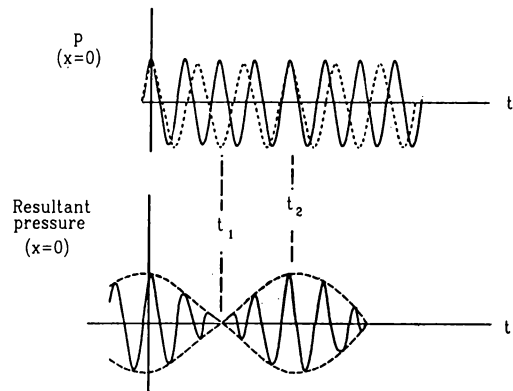 p
(x=0)
t
t₁
t₂
Resultant
pressure
(x=0)
t